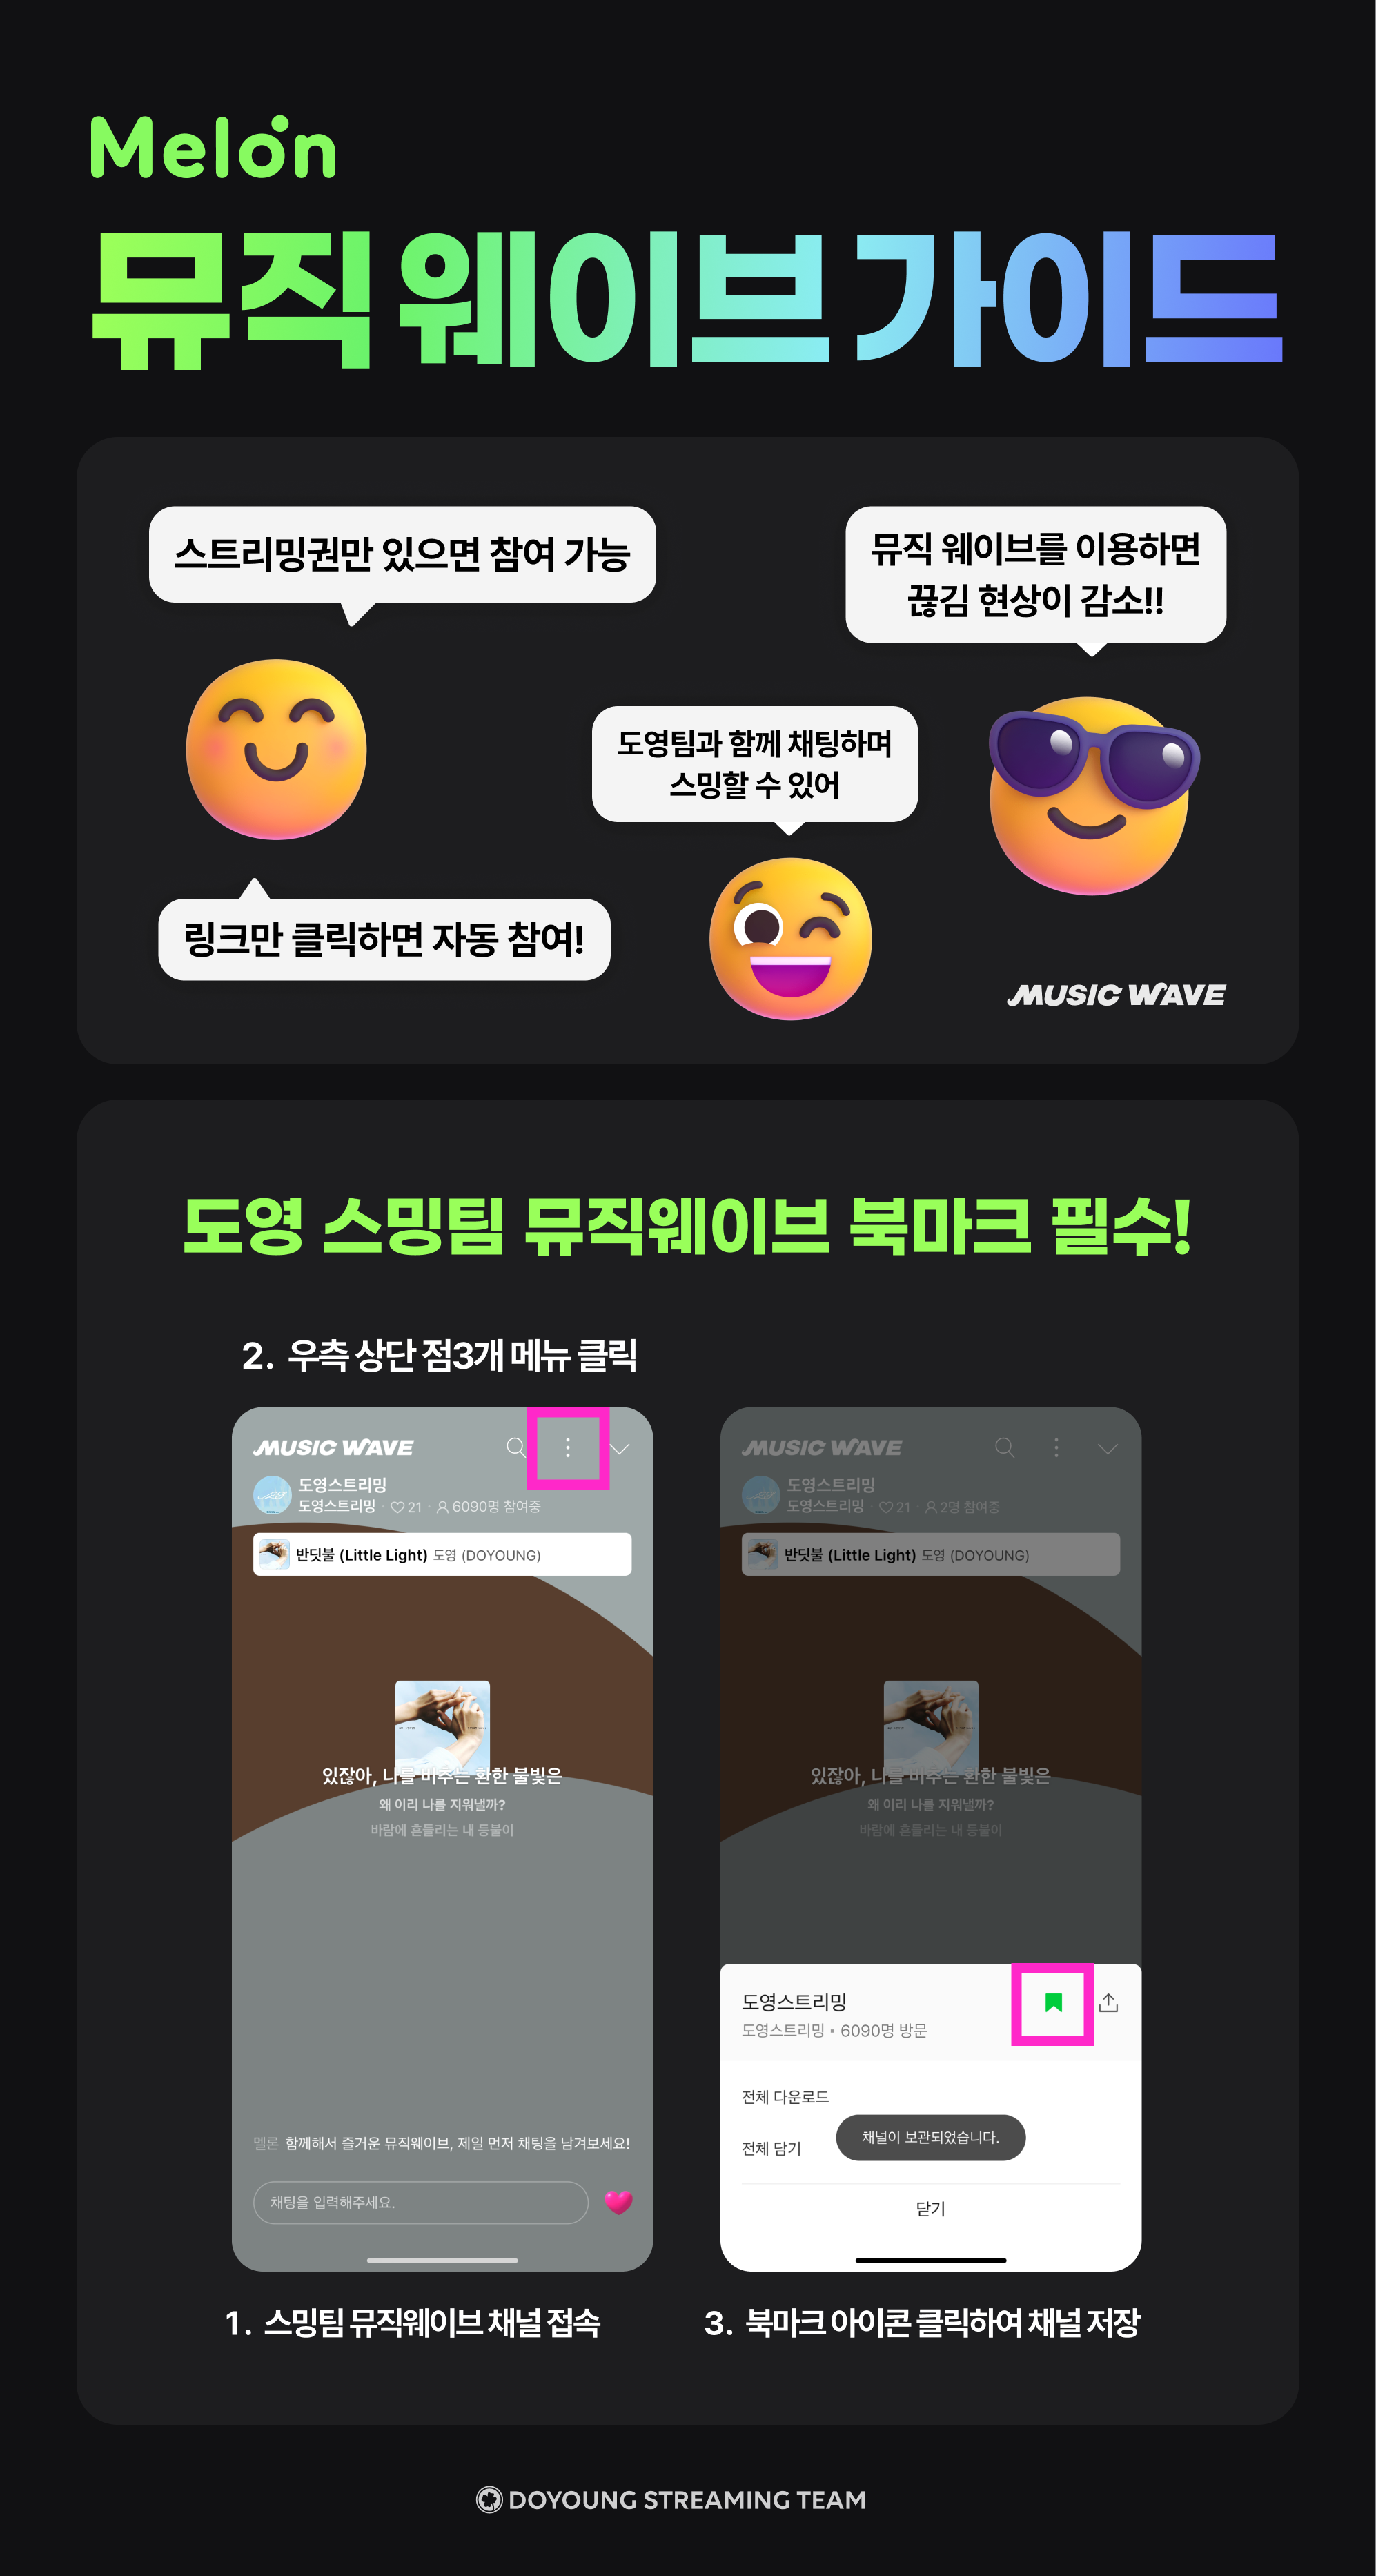 Melon
뮤직 웨이브 가이드
스트리밍권만 있으면 참여 가능
뮤직 웨이브를 이용하면
끊김 현상이 감소!!
도영팀과 함께 채팅하며
스밍할 수 있어
링크만 클릭하면 자동 참여!
MUSIC WAVE
도영 스밍팀 뮤직웨이브 북마크 필수!
2. 우측 상단 점3개 메뉴 클릭
MUSIC WAVE
도영스트리밍
도영스트리밍 · 21 · 6090명 참여중
반딧불 (Little Light) 도영 (DOYOUNG)
있잖아, 나를 비추는 환한 불빛은
왜 이리 나를 지워낼까?
바람에 흔들리는 내 등불이
멜론 함께해서 즐거운 뮤직웨이브, 제일 먼저 채팅을 남겨보세요!
채팅을 입력해주세요.
1. 스밍팀 뮤직웨이브 채널 접속
MUSIC WAVE
도영스트리밍
도영스트리밍 · 21 · 2명 참여중
반딧불 (Little Light) 도영 (DOYOUNG)
있잖아, 나를 비추는 환한 불빛은
왜 이리 나를 지워낼까?
바람에 흔들리는 내 등불이
도영스트리밍
도영스트리밍 • 6090명 방문
전체 다운로드
채널이 보관되었습니다.
전체 담기
닫기
3. 북마크 아이콘 클릭하여 채널 저장
DOYOUNG STREAMING TEAM